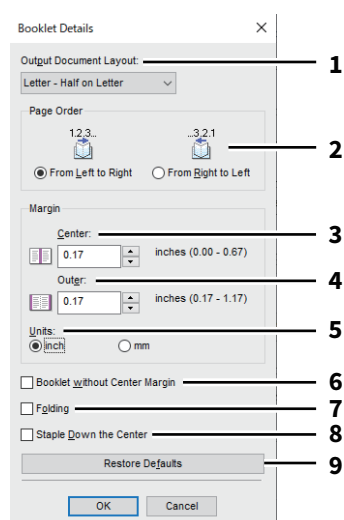 Booklet Details
Output Document Layout:
1
Letter - Half on Letter
Page Order
1,2,3... ...3,2,1
2
From Left to Right From Right to Left
Margin
Center:
3
0.17 inches (0.00 - 0.67)
Outer:
4
0.17 inches (0.17 - 1.17)
Units:
5
inch mm
Booklet without Center Margin 6
Folding 7
Staple Down the Center 8
Restore Defaults 9
OK Cancel